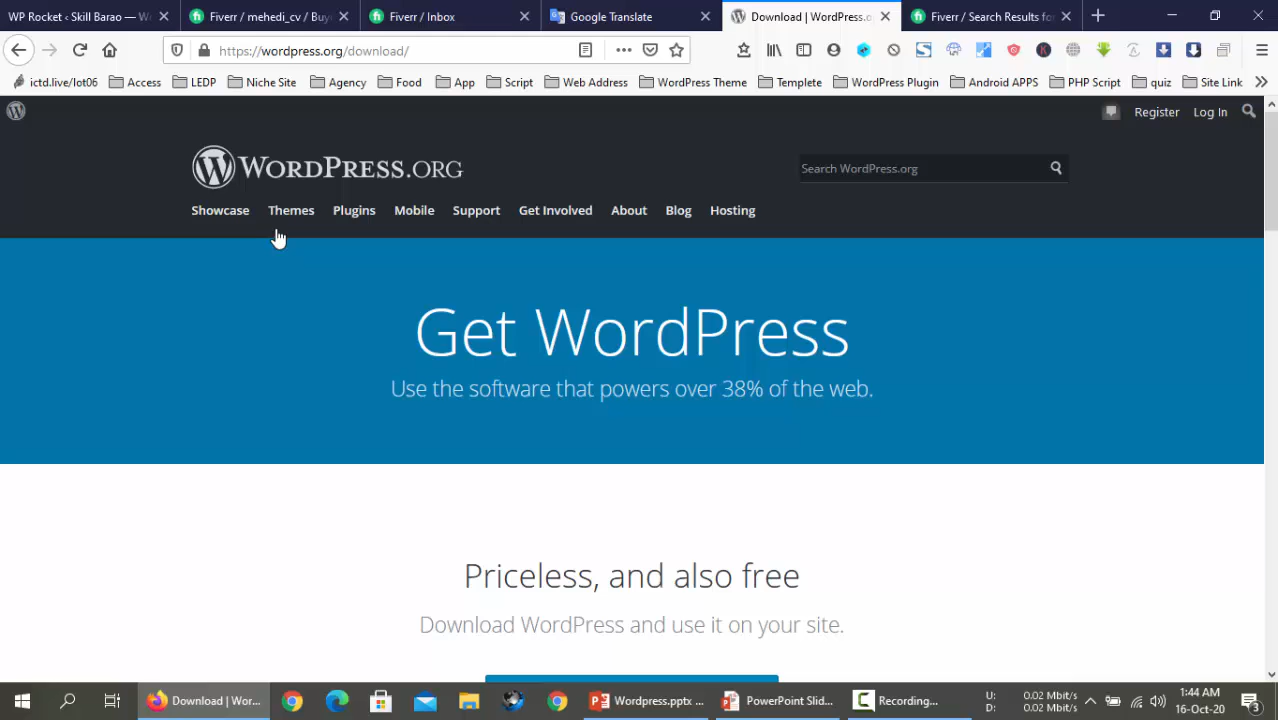 WP Rocket ‹ Skill Barao — W
Fiverr / mehedi_cv / Buye
Fiverr / Inbox
Google Translate
Download | WordPress.o
Fiverr / Search Results for
https://wordpress.org/download/
ictd.live/lot06
Access
LEDP
Niche Site
Agency
Food
App
Script
Web Address
WordPress Theme
Templete
WordPress Plugin
Android APPS
PHP Script
quiz
Site Link
Register
Log In
WORDPRESS.ORG
Search WordPress.org
Showcase
Themes
Plugins
Mobile
Support
Get Involved
About
Blog
Hosting
Get WordPress
Use the software that powers over 38% of the web.
Priceless, and also free
Download WordPress and use it on your site.
Download | Wor...
Wordpress.pptx ...
PowerPoint Slid...
Recording...
U: 0.02 Mbit/s
D: 0.02 Mbit/s
1:44 AM
16-Oct-20
3